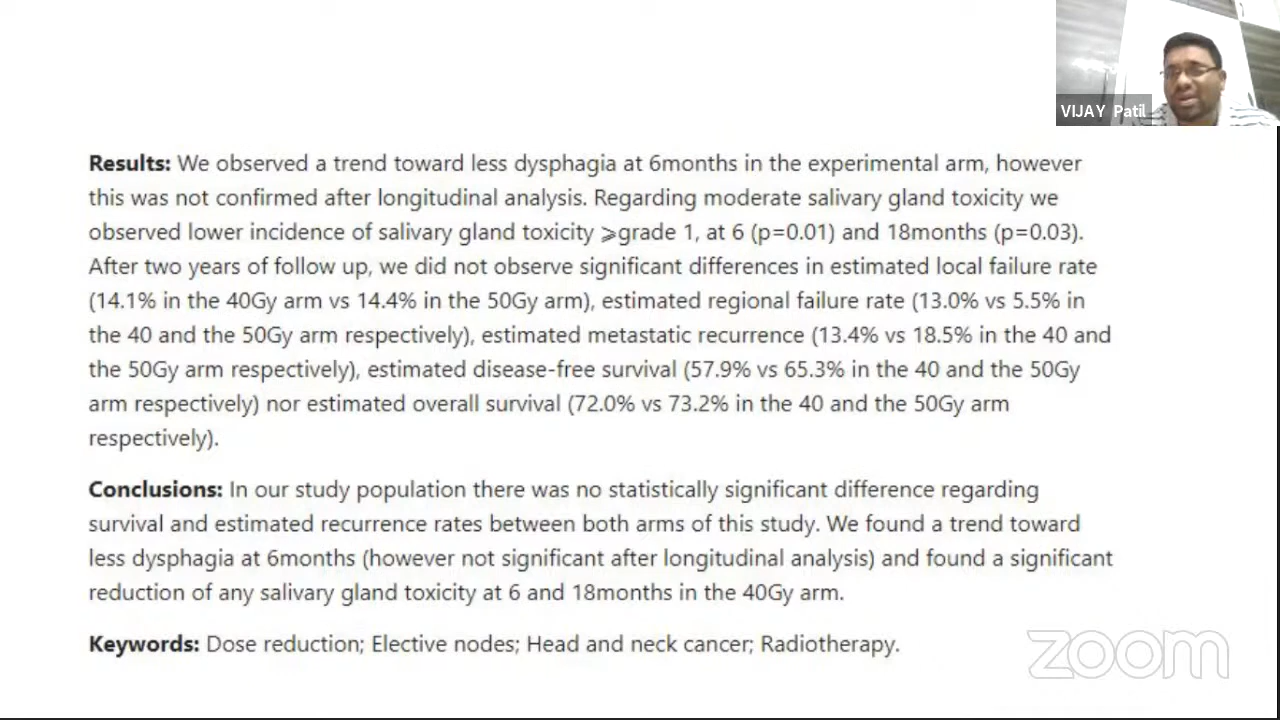 VIJAY Patil
Results: We observed a trend toward less dysphagia at 6months in the experimental arm, however
this was not confirmed after longitudinal analysis. Regarding moderate salivary gland toxicity we
observed lower incidence of salivary gland toxicity ⩾grade 1, at 6 (p=0.01) and 18months (p=0.03).
After two years of follow up, we did not observe significant differences in estimated local failure rate
(14.1% in the 40Gy arm vs 14.4% in the 50Gy arm), estimated regional failure rate (13.0% vs 5.5% in
the 40 and the 50Gy arm respectively), estimated metastatic recurrence (13.4% vs 18.5% in the 40 and
the 50Gy arm respectively), estimated disease-free survival (57.9% vs 65.3% in the 40 and the 50Gy
arm respectively) nor estimated overall survival (72.0% vs 73.2% in the 40 and the 50Gy arm
respectively).
Conclusions: In our study population there was no statistically significant difference regarding
survival and estimated recurrence rates between both arms of this study. We found a trend toward
less dysphagia at 6months (however not significant after longitudinal analysis) and found a significant
reduction of any salivary gland toxicity at 6 and 18months in the 40Gy arm.
Keywords: Dose reduction; Elective nodes; Head and neck cancer; Radiotherapy.
zoom